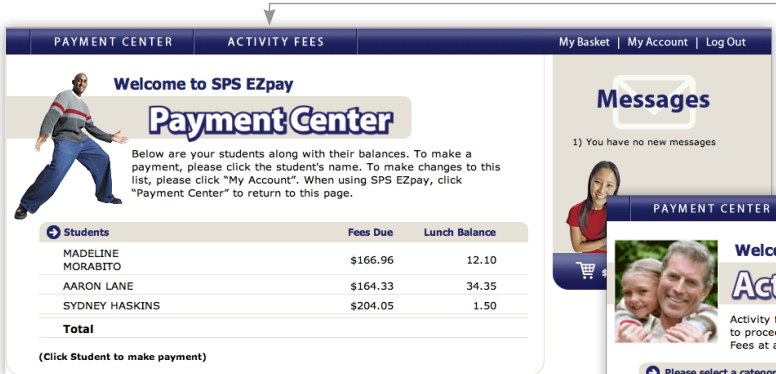 PAYMENT CENTER ACTIVITY FEES My Basket | My Account | Log Out
Welcome to SPS EZpay
Payment Center
Below are your students along with their balances. To make a
payment, please click the student's name. To make changes to this
list, please click “My Account”. When using SPS EZpay, click
“Payment Center” to return to this page.
Students Fees Due Lunch Balance
MADELINE
MORABITO $166.96 12.10
AARON LANE $164.33 34.35
SYDNEY HASKINS $204.05 1.50
Total
(Click Student to make payment)
Messages
1) You have no new messages
$
PAYMENT CENTER
Welco
Act
Activity f
to procee
Fees at a
Please select a categor